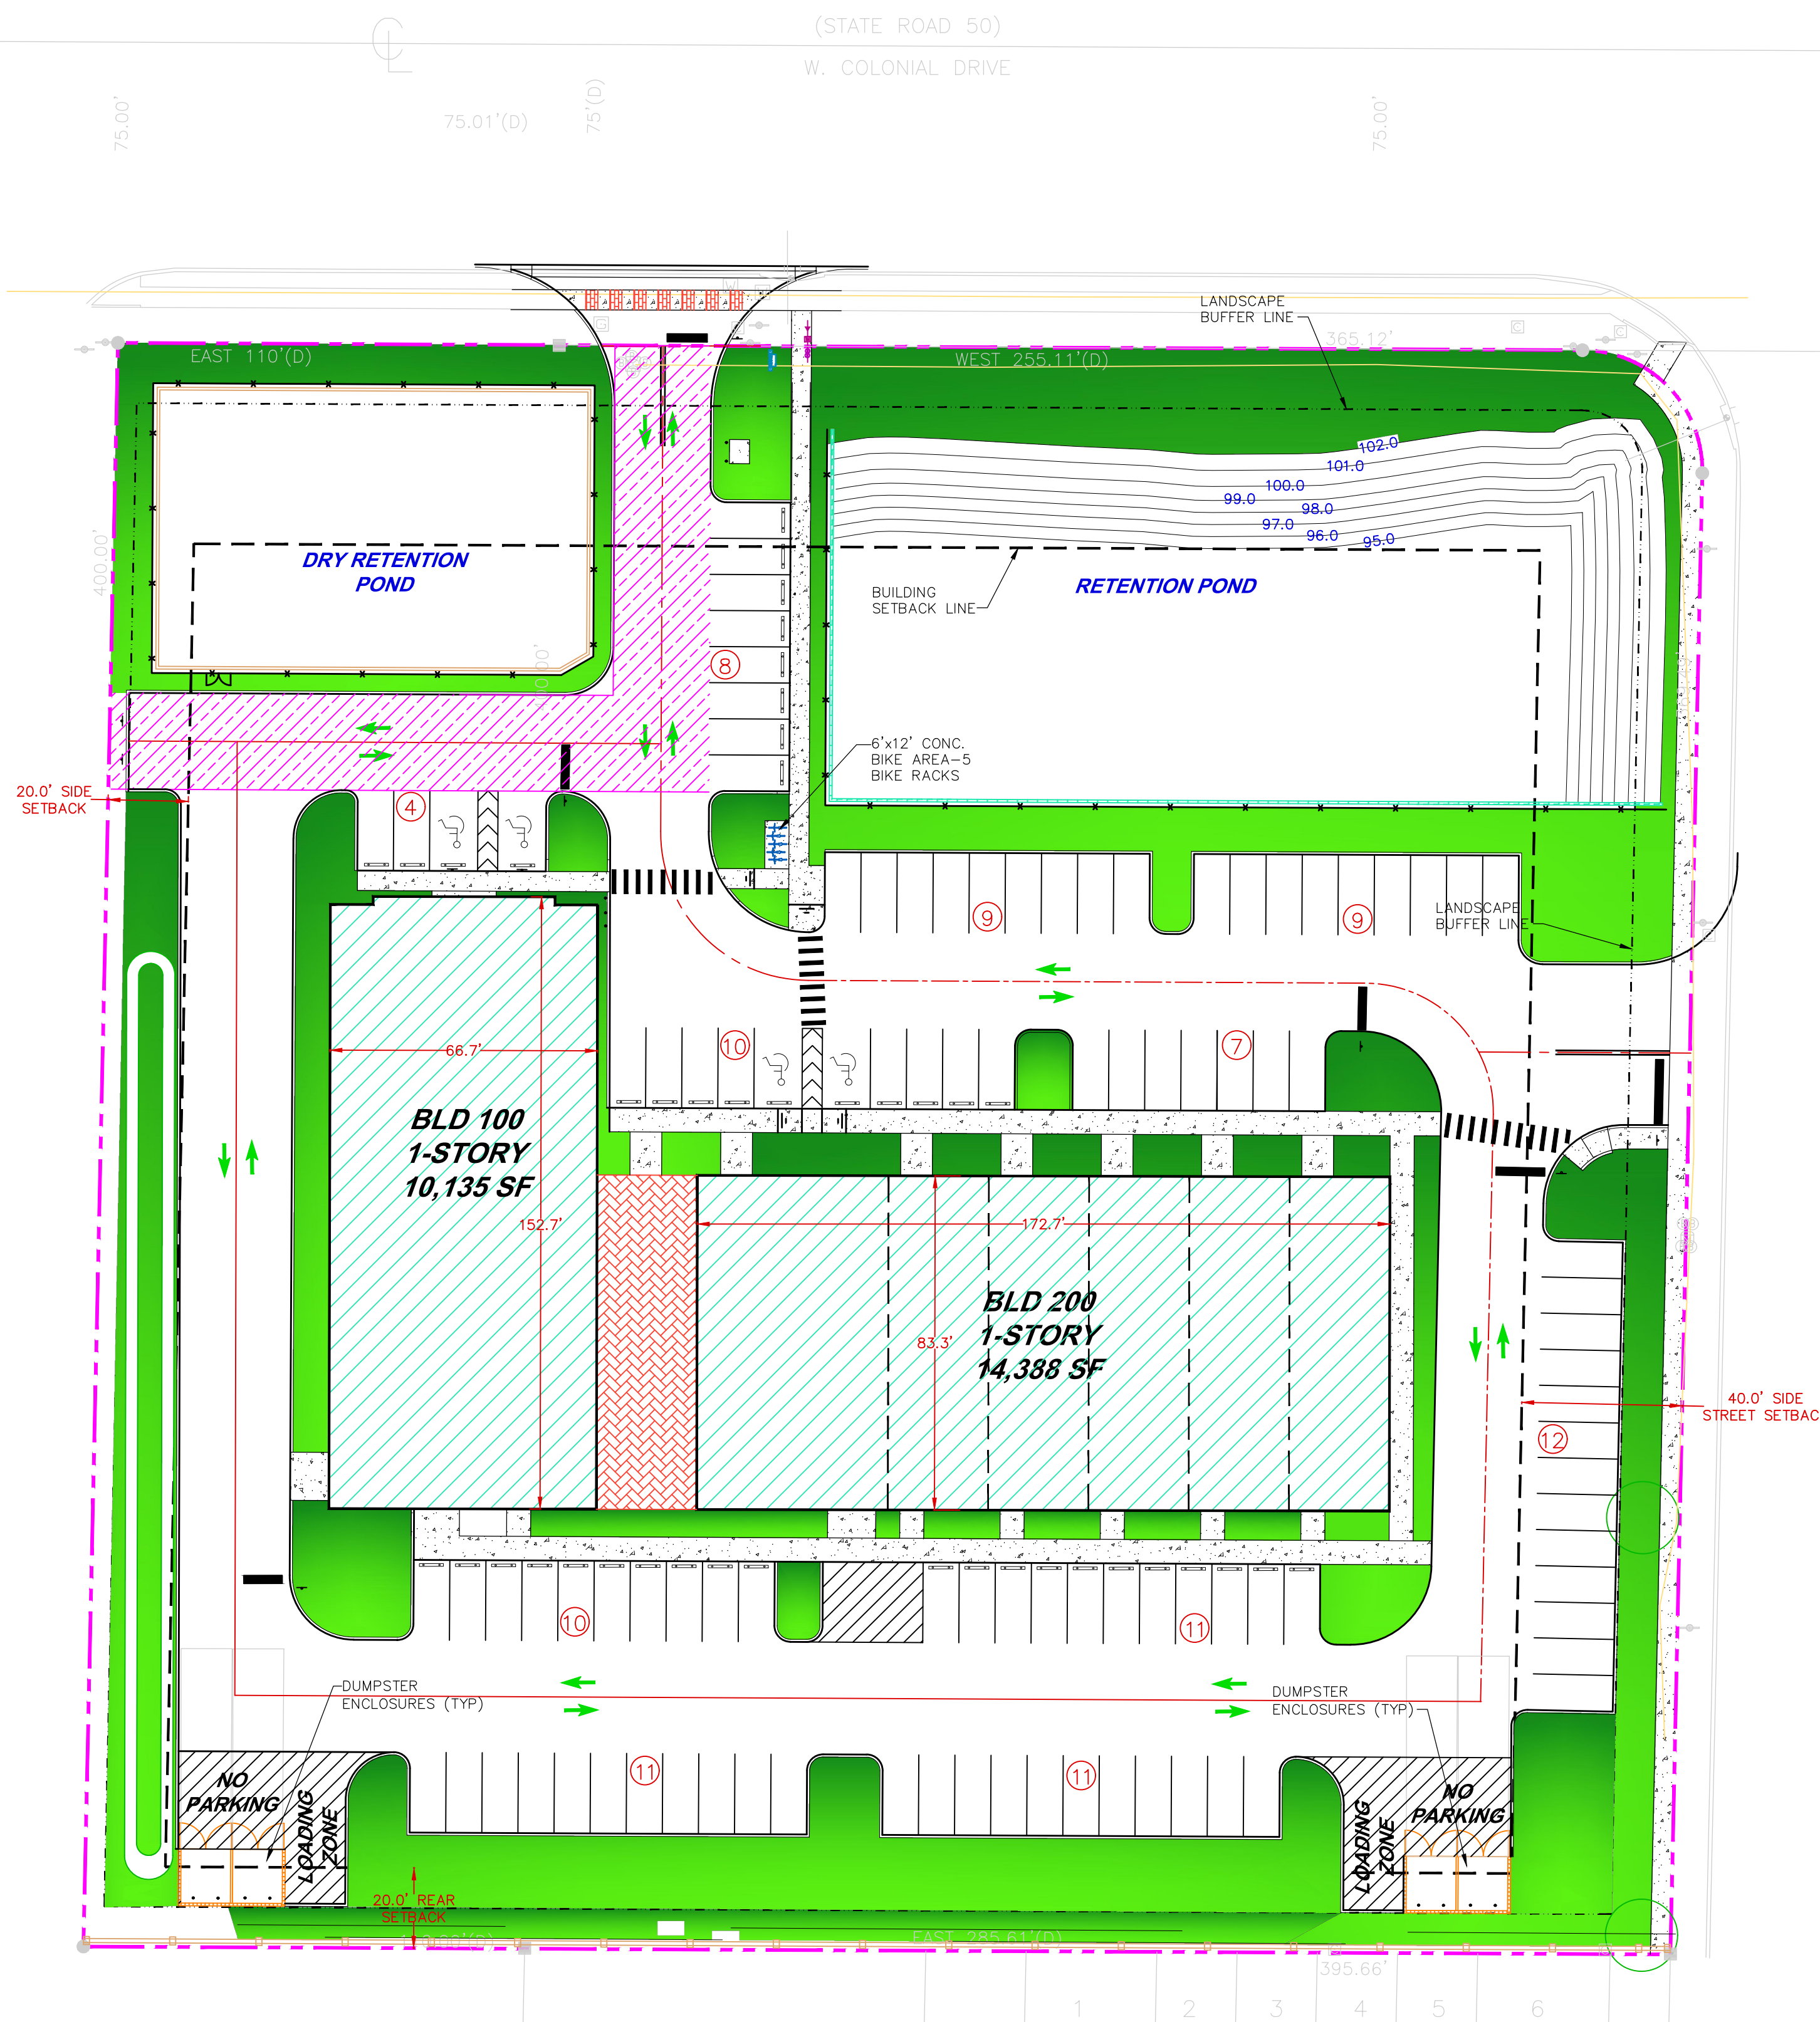 (STATE ROAD 50)
W. COLONIAL DRIVE
CL
75.00'
75.01'(D)
75'(D)
75.00'
LANDSCAPE
BUFFER LINE
EAST 110'(D)
WEST 255.11'(D)
365.12'
102.0
101.0
100.0
99.0
98.0
97.0
96.0
95.0
DRY RETENTION
POND
400.00'
BUILDING
SETBACK LINE
RETENTION POND
8
6'x12' CONC.
BIKE AREA-5
BIKE RACKS
20.0' SIDE
SETBACK
4
9
9
LANDSCAPE
BUFFER LINE
10
7
66.7'
BLD 100
1-STORY
10,135 SF
152.7'
172.7'
BLD 200
1-STORY
14,388 SF
83.3'
40.0' SIDE
STREET SETBAC
12
10
11
DUMPSTER
ENCLOSURES (TYP)
DUMPSTER
ENCLOSURES (TYP)
11
11
NO
PARKING
LOADING
ZONE
NO
PARKING
LOADING
ZONE
20.0' REAR
SETBACK
EAST 285.61'(D)
395.66'
1
2
3
4
5
6